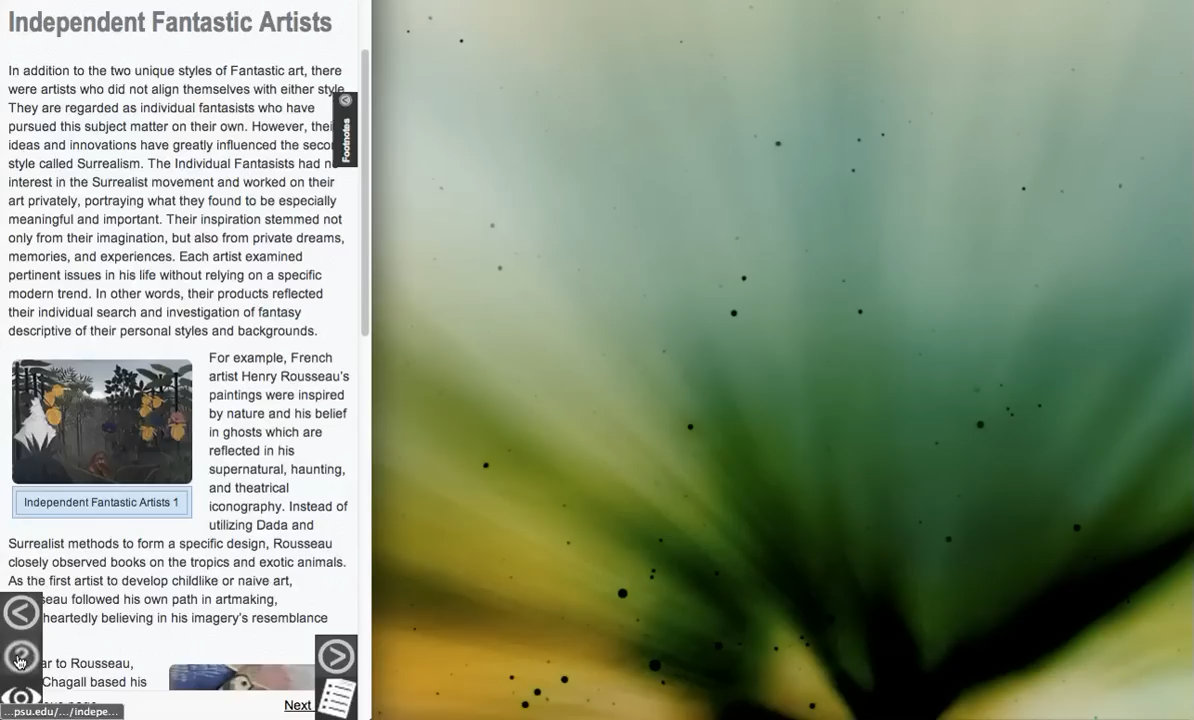 Independent Fantastic Artists
In addition to the two unique styles of Fantastic art, there
were artists who did not align themselves with either style.
They are regarded as individual fantasists who have
pursued this subject matter on their own. However,
ideas and innovations have greatly influenced the
style called Surrealism. The Individual Fantasists had
interest in the Surrealist movement and worked on their
art privately, portraying what they found to be especially
meaningful and important. Their inspiration stemmed not
only from their imagination, but also from private dreams,
memories, and experiences. Each artist examined
pertinent issues in his life without relying on a specific
modern trend. In other words, their products reflected
their individual search and investigation of fantasy
descriptive of their personal styles and backgrounds.
Footnotes
For example, French
artist Henry Rousseau's
paintings were inspired
by nature and his belief
in ghosts which are
reflected in his
supernatural, haunting,
and theatrical
iconography. Instead of
utilizing Dada and
Independent Fantastic Artists 1
Surrealist methods to form a specific design, Rousseau
closely observed books on the tropics and exotic animals.
As the first artist to develop childlike or naive art,
seau followed his own path in artmaking,
heartedly believing in his imagery's resemblance
ar to Rousseau,
Chagall based his
Next
...psu.edu/.../indepe...